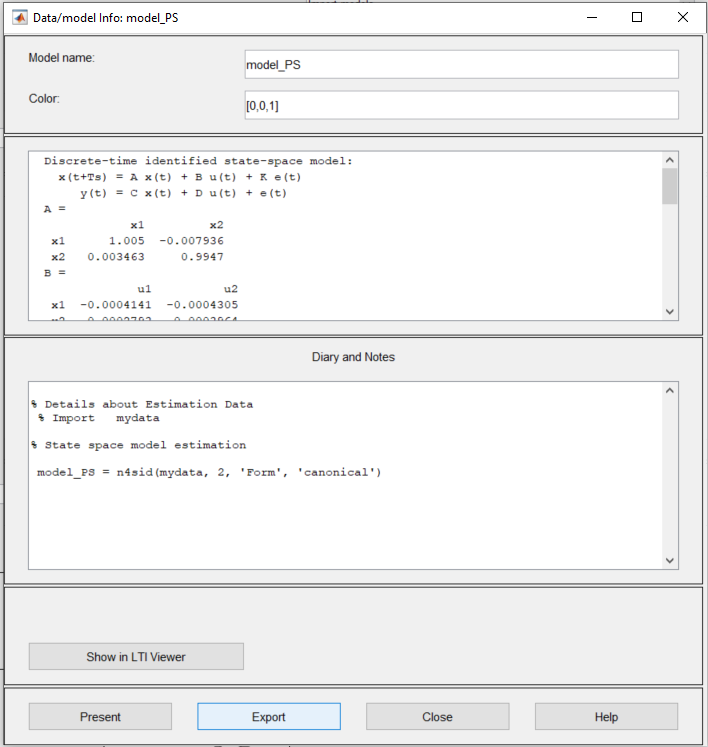 Data/model Info: model_PS
Model name:
model_PS
Color:
[0,0,1]
Discrete-time identified state-space model:
x(t+Ts) = A x(t) + B u(t) + K e(t)
y(t) = C x(t) + D u(t) + e(t)
A =
x1 x2
x1 1.005 -0.007936
x2 0.003463 0.9947
B =
u1 u2
x1 -0.0004141 -0.0004305
Diary and Notes
% Details about Estimation Data
% Import mydata
% State space model estimation
model_PS = n4sid(mydata, 2, 'Form', 'canonical')
Show in LTI Viewer
Present Export Close Help